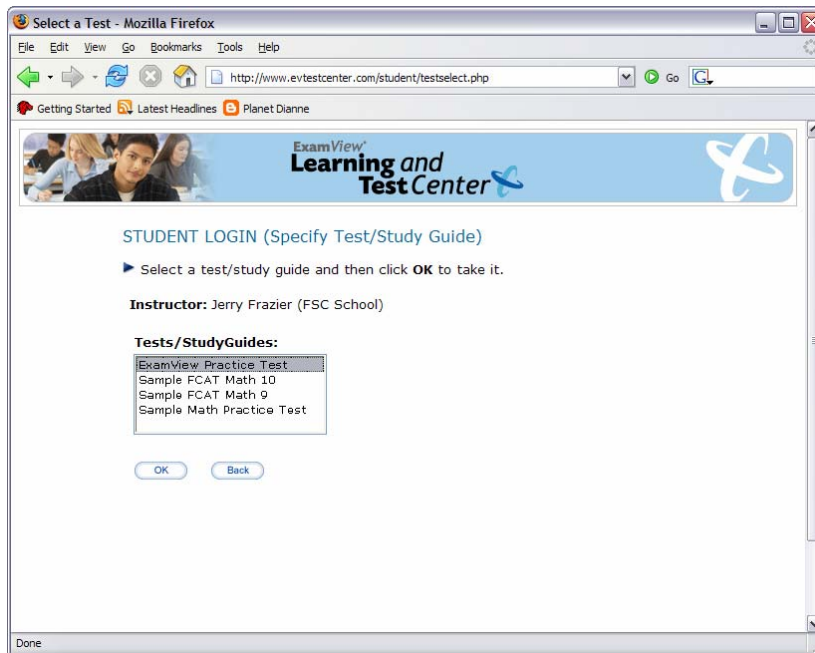 Select a Test - Mozilla Firefox
File Edit View Go Bookmarks Tools Help
http://www.evtestcenter.com/student/testselect.php Go G
Getting Started Latest Headlines Planet Dianne
ExamView®
Learning and
Test Center
STUDENT LOGIN (Specify Test/Study Guide)
Select a test/study guide and then click OK to take it.
Instructor: Jerry Frazier (FSC School)
Tests/StudyGuides:
ExamView Practice Test
Sample FCAT Math 10
Sample FCAT Math 9
Sample Math Practice Test
OK Back
Done